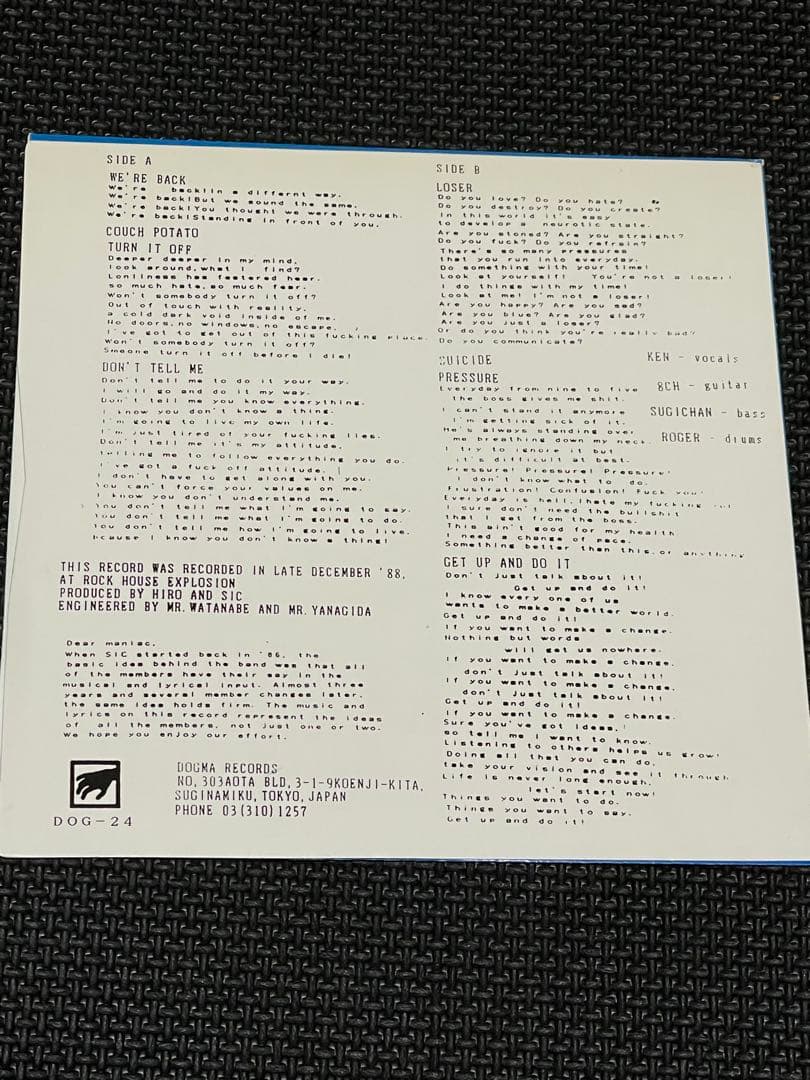 SIDE A
WE'RE BACK
We're back!In a differnt way.
We're back!But we sound the same.
We're back!You thought we were through.
We're back!Standing in front of you.
COUCH POTATO
TURN IT OFF
Deeper deeper in my mind,
look around,what I find?
Lonliness has fastered hear,
so much hate,so much fear.
Won't somebody turn it off?
Out of touch with reality,
a cold dark void inside of me.
No doors,no windows,no escape,
I've got to get out of this fucking place.
Won't somebody turn it off?
Smeone turn it off before I die!
DON'T TELL ME
Don't tell me to do it your way.
I will go and do it my way.
Don't tell me you know everything.
I know you don't know a thing.
I'm going to live my own life.
I'm just tired of your fucking lies.
Don't tell me it's my attitude.
telling me to follow everything you do.
I've got a fuck off attitude.
I don't have to get along with you.
You can't force your values on me.
I know you don't understand me.
You don't tell me what I'm going to say.
You don't tell me what I'm going to do.
You don't tell me how I'm going to live.
because I know you don't know a thing!
THIS RECORD WAS RECORDED IN LATE DECEMBER '88,
AT ROCK HOUSE EXPLOSION
PRODUCED BY HIRO AND SIC
ENGINEERED BY MR.WATANABE AND MR.YANAGIDA
Dear maniac,
When SIC started back in '86, the
basic idea behind the band was that all
of the members have their say in the
musical and lyrical input. Almost three
years and several member changes later,
the same idea holds firm. The music and
lyrics on this record represent the ideas
of all the members, not just one or two.
We hope you enjoy our effort.
DOGMA RECORDS
NO,303AOTA BLD,3-1-9KOENJI-KITA,
SUGINAMIKU,TOKYO,JAPAN
PHONE 03(310)1257
DOG-24
SIDE B
LOSER
Do you love? Do you hate?
Do you destroy? Do you create?
In this world it's easy
to develop a neurotic state.
Are you stoned? Are you straight?
Do you fuck? Do you refrain?
There's so many pressures
that you run into everyday.
Do something with your time!
Look at yourself! You're not a loser!
I do things with my time!
Look at me! I'm not a loser!
Are you happy? Are you sad?
Are you blue? Are you glad?
Are you just a loser?
Or do you think you're really bad?
Do you communicate?
SUICIDE
PRESSURE
Everyday from nine to five
the boss gives me shit.
I can't stand it anymore
I'm getting sick of it.
He's always standing over
me breathing down my neck.
I try to ignore it but
it's difficult at best.
Pressure! Pressure! Pressure!
I don't know what to do.
Frustration! Confusion! Fuck you!
Everyday is hell,Ihate my fucking
I sure don't need the bullshit
that I get from the boss.
This ain't good for my health
I need a change of pace.
Something better than this,or anything
KEN - vocals
8CH - guitar
SUGICHAN - bass
ROGER - drums
GET UP AND DO IT
Don't just talk about it!
Get up and do it!
I know every one of us
wants to make a better world.
Get up and do it!
If you want to make a change.
Nothing but words
will get us nowhere.
If you want to make a change,
don't just talk about it!
If you want to make a change,
don't just talk about it!
Get up and do it!
If you want to make a change.
Sure you've got ideas,
so tell me I want to know.
Listening to others helps us grow!
Doing all that you can do,
take your vision and see it through
Life is never long enough.
let's start now!
Things you want to do.
Things you want to say.
Get up and do it!